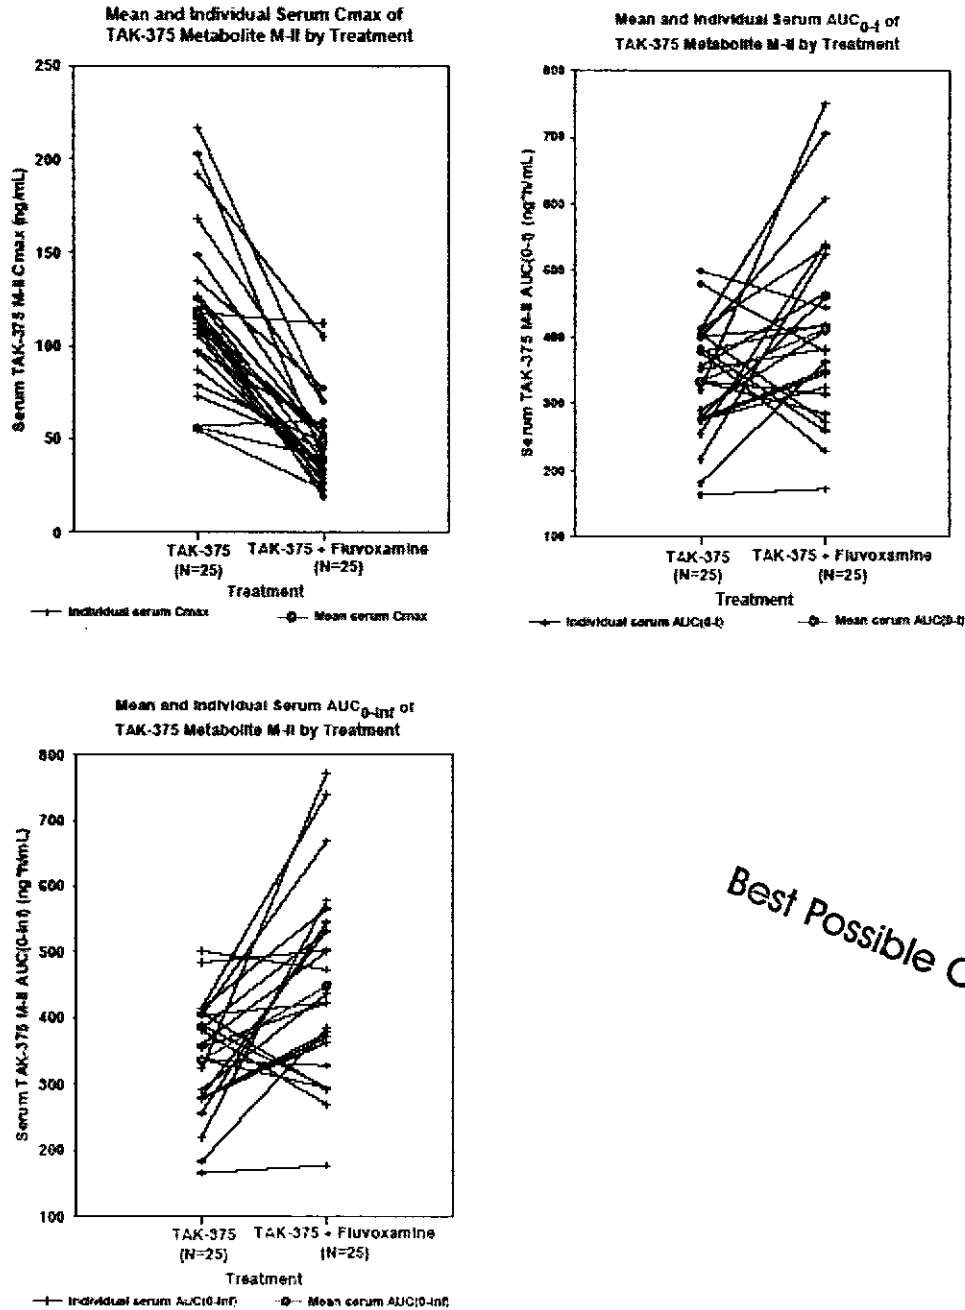 Mean and Individual Serum Cmax of
TAK-375 Metabolite M-II by Treatment
250
200
150
100
50
0
Serum TAK-375 M-II Cmax (ng/mL)
TAK-375
(N=25)
TAK-375 + Fluvoxamine
(N=25)
Treatment
Individual serum Cmax
Mean serum Cmax
Mean and Individual Serum AUC0-t of
TAK-375 Metabolite M-II by Treatment
800
700
600
500
400
300
200
100
Serum TAK-375 M-II AUC(0-t) (ng*h/mL)
TAK-375
(N=25)
TAK-375 + Fluvoxamine
(N=25)
Treatment
Individual serum AUC(0-t)
Mean serum AUC(0-t)
Mean and Individual Serum AUC0-inf of
TAK-375 Metabolite M-II by Treatment
800
700
600
500
400
300
200
100
Serum TAK-375 M-II AUC(0-inf) (ng*h/mL)
TAK-375
(N=25)
TAK-375 + Fluvoxamine
(N=25)
Treatment
Individual serum AUC(0-inf)
Mean serum AUC(0-inf)
Best Possible C